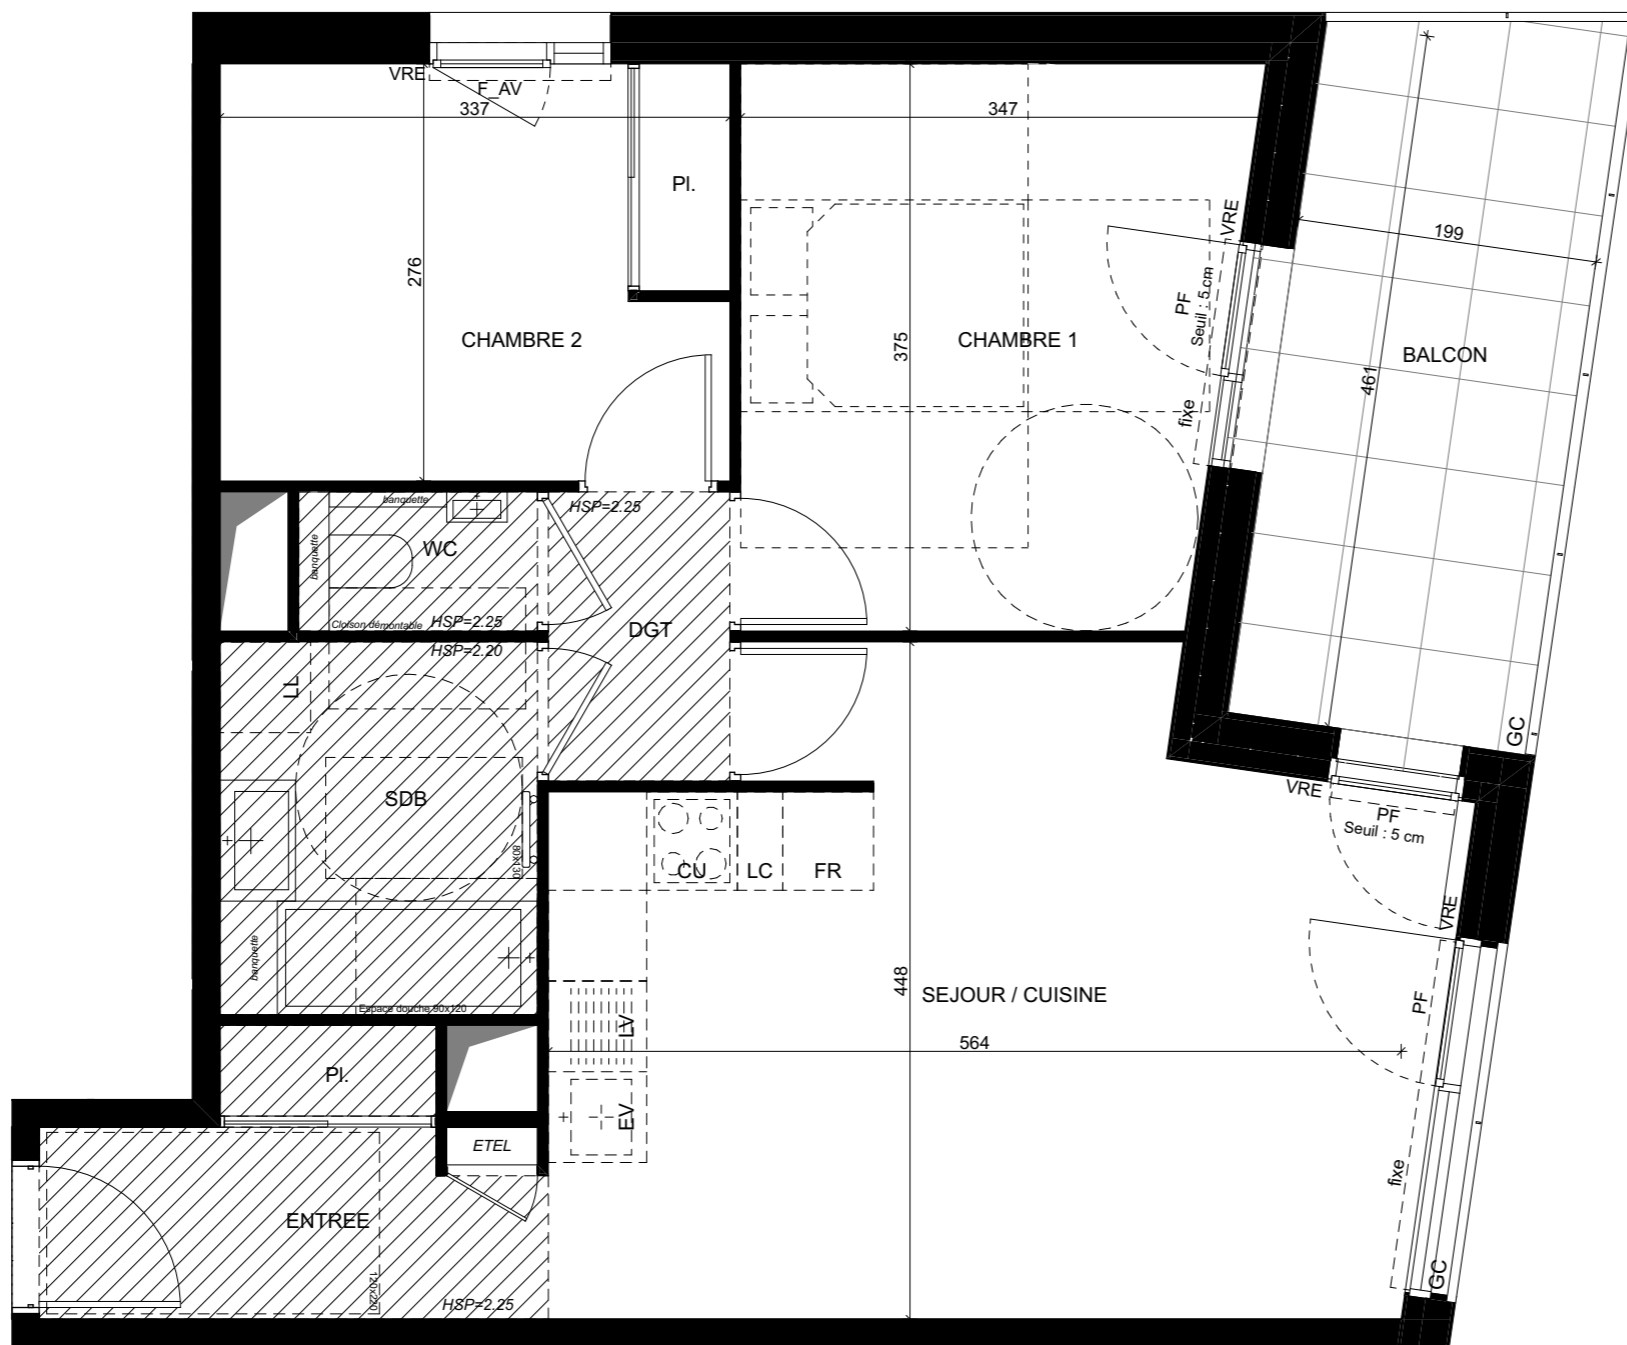 VRE
F_AV
337
347
Pl.
VRE
199
276
PF
Seuil : 5 cm
CHAMBRE 2
375
CHAMBRE 1
BALCON
461
fixe
banquette
HSP=2.25
WC
banquette
Cloison démontable
HSP=2.25
DGT
HSP=2.20
LL
GC
SDB
VRE
PF
Seuil : 5 cm
80x130
CU
LC
FR
VRE
banquette
448
SEJOUR / CUISINE
Espace douche 90x120
LV
PF
564
Pl.
EV
ETEL
fixe
ENTREE
120x220
HSP=2.25
GC